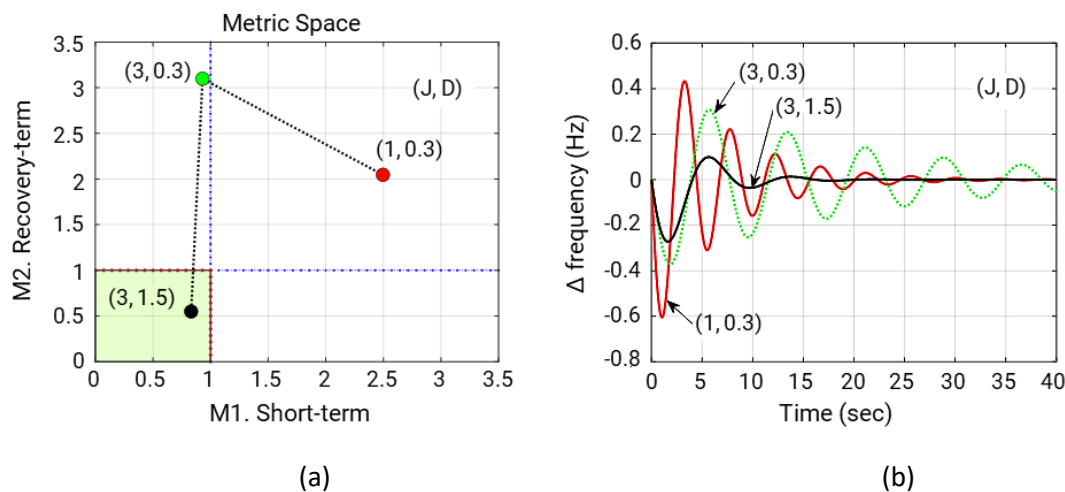 Metric Space
M2. Recovery-term
3.5
3
2.5
2
1.5
1
0.5
0
(3, 0.3)
(J, D)
(1, 0.3)
(3, 1.5)
0 0.5 1 1.5 2 2.5 3 3.5
M1. Short-term
(a)
Δ frequency (Hz)
0.6
0.4
0.2
0
-0.2
-0.4
-0.6
-0.8
(3, 0.3)
(J, D)
(3, 1.5)
(1, 0.3)
0 5 10 15 20 25 30 35 40
Time (sec)
(b)